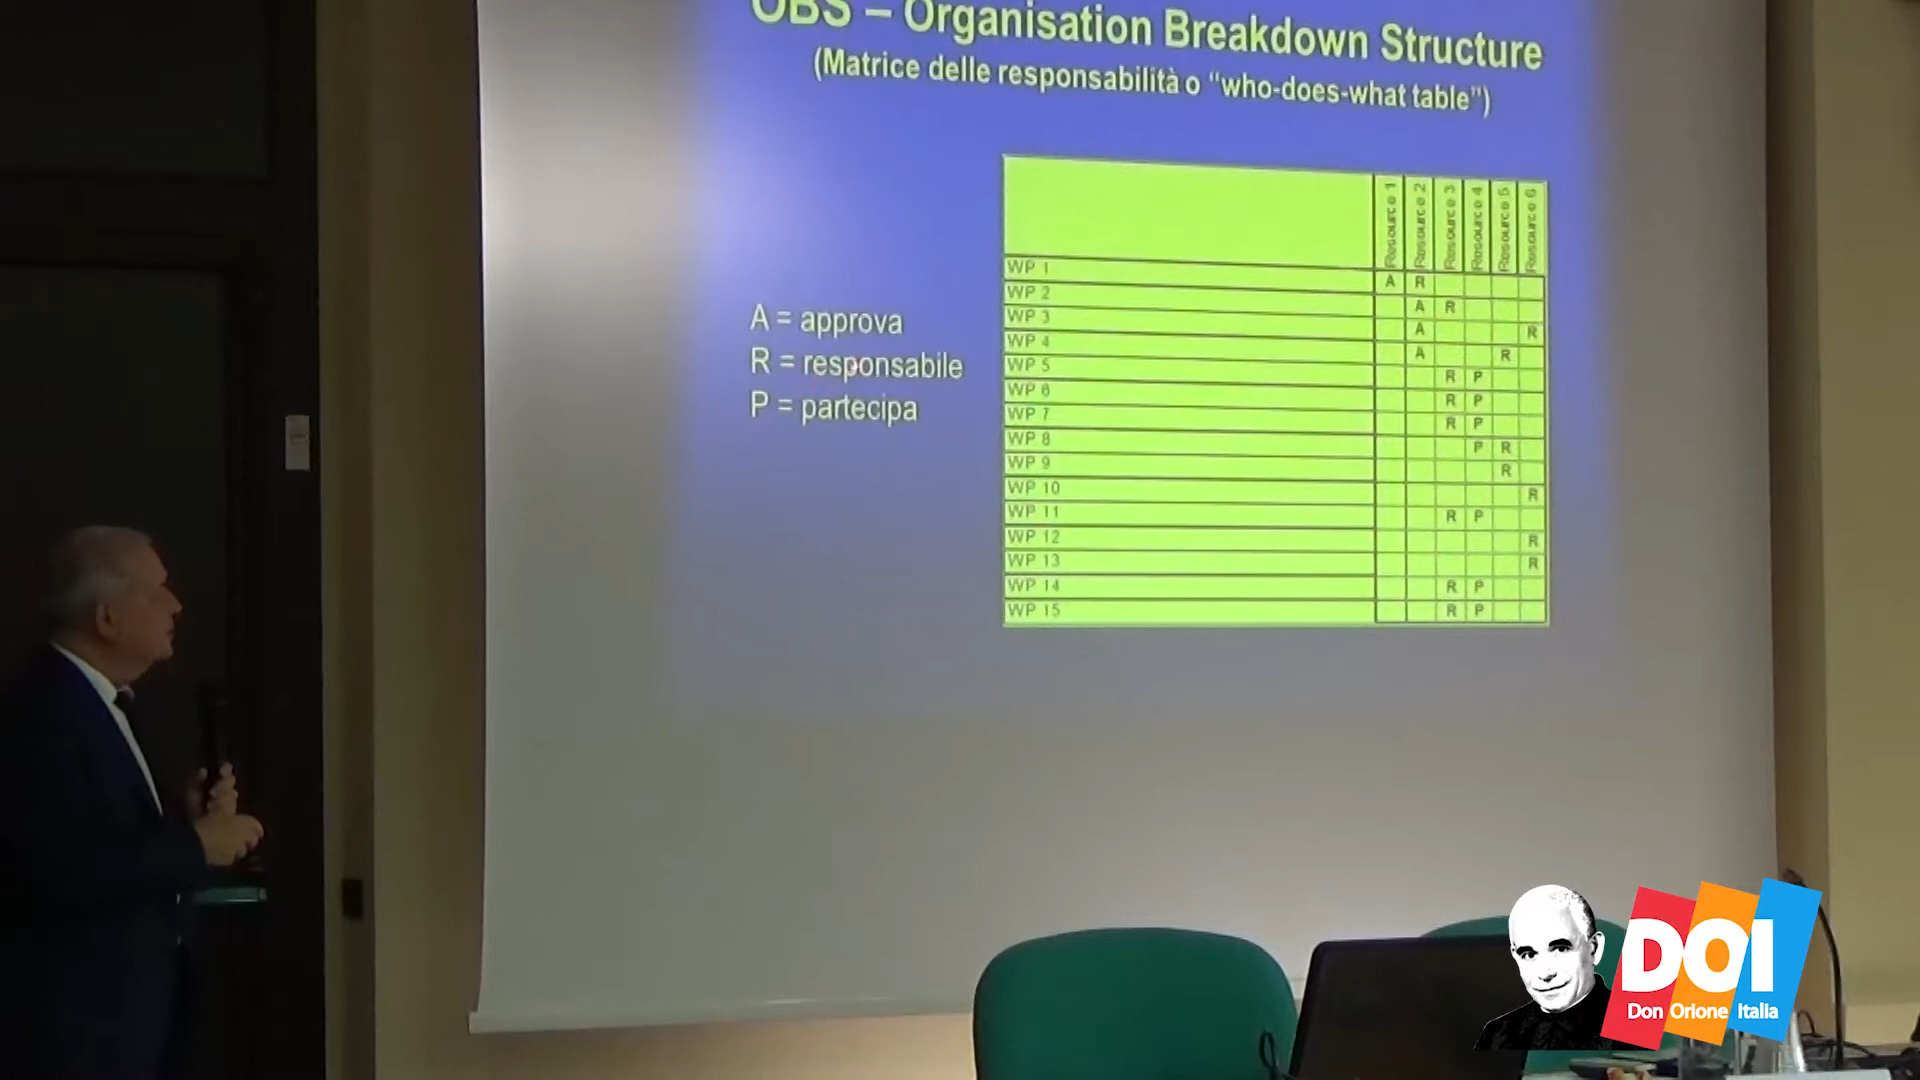 OBS – Organisation Breakdown Structure
(Matrice delle responsabilità o “who-does-what table”)
A = approva
R = responsabile
P = partecipa
Resource 1 Resource 2 Resource 3 Resource 4 Resource 5 Resource 6
WP 1 A R
WP 2 A R
WP 3 A R
WP 4 A R
WP 5 R P
WP 6 R P
WP 7 R P
WP 8 P R
WP 9 R
WP 10 R
WP 11 R P
WP 12 R
WP 13 R
WP 14 R P
WP 15 R P
DOI
Don Orione Italia